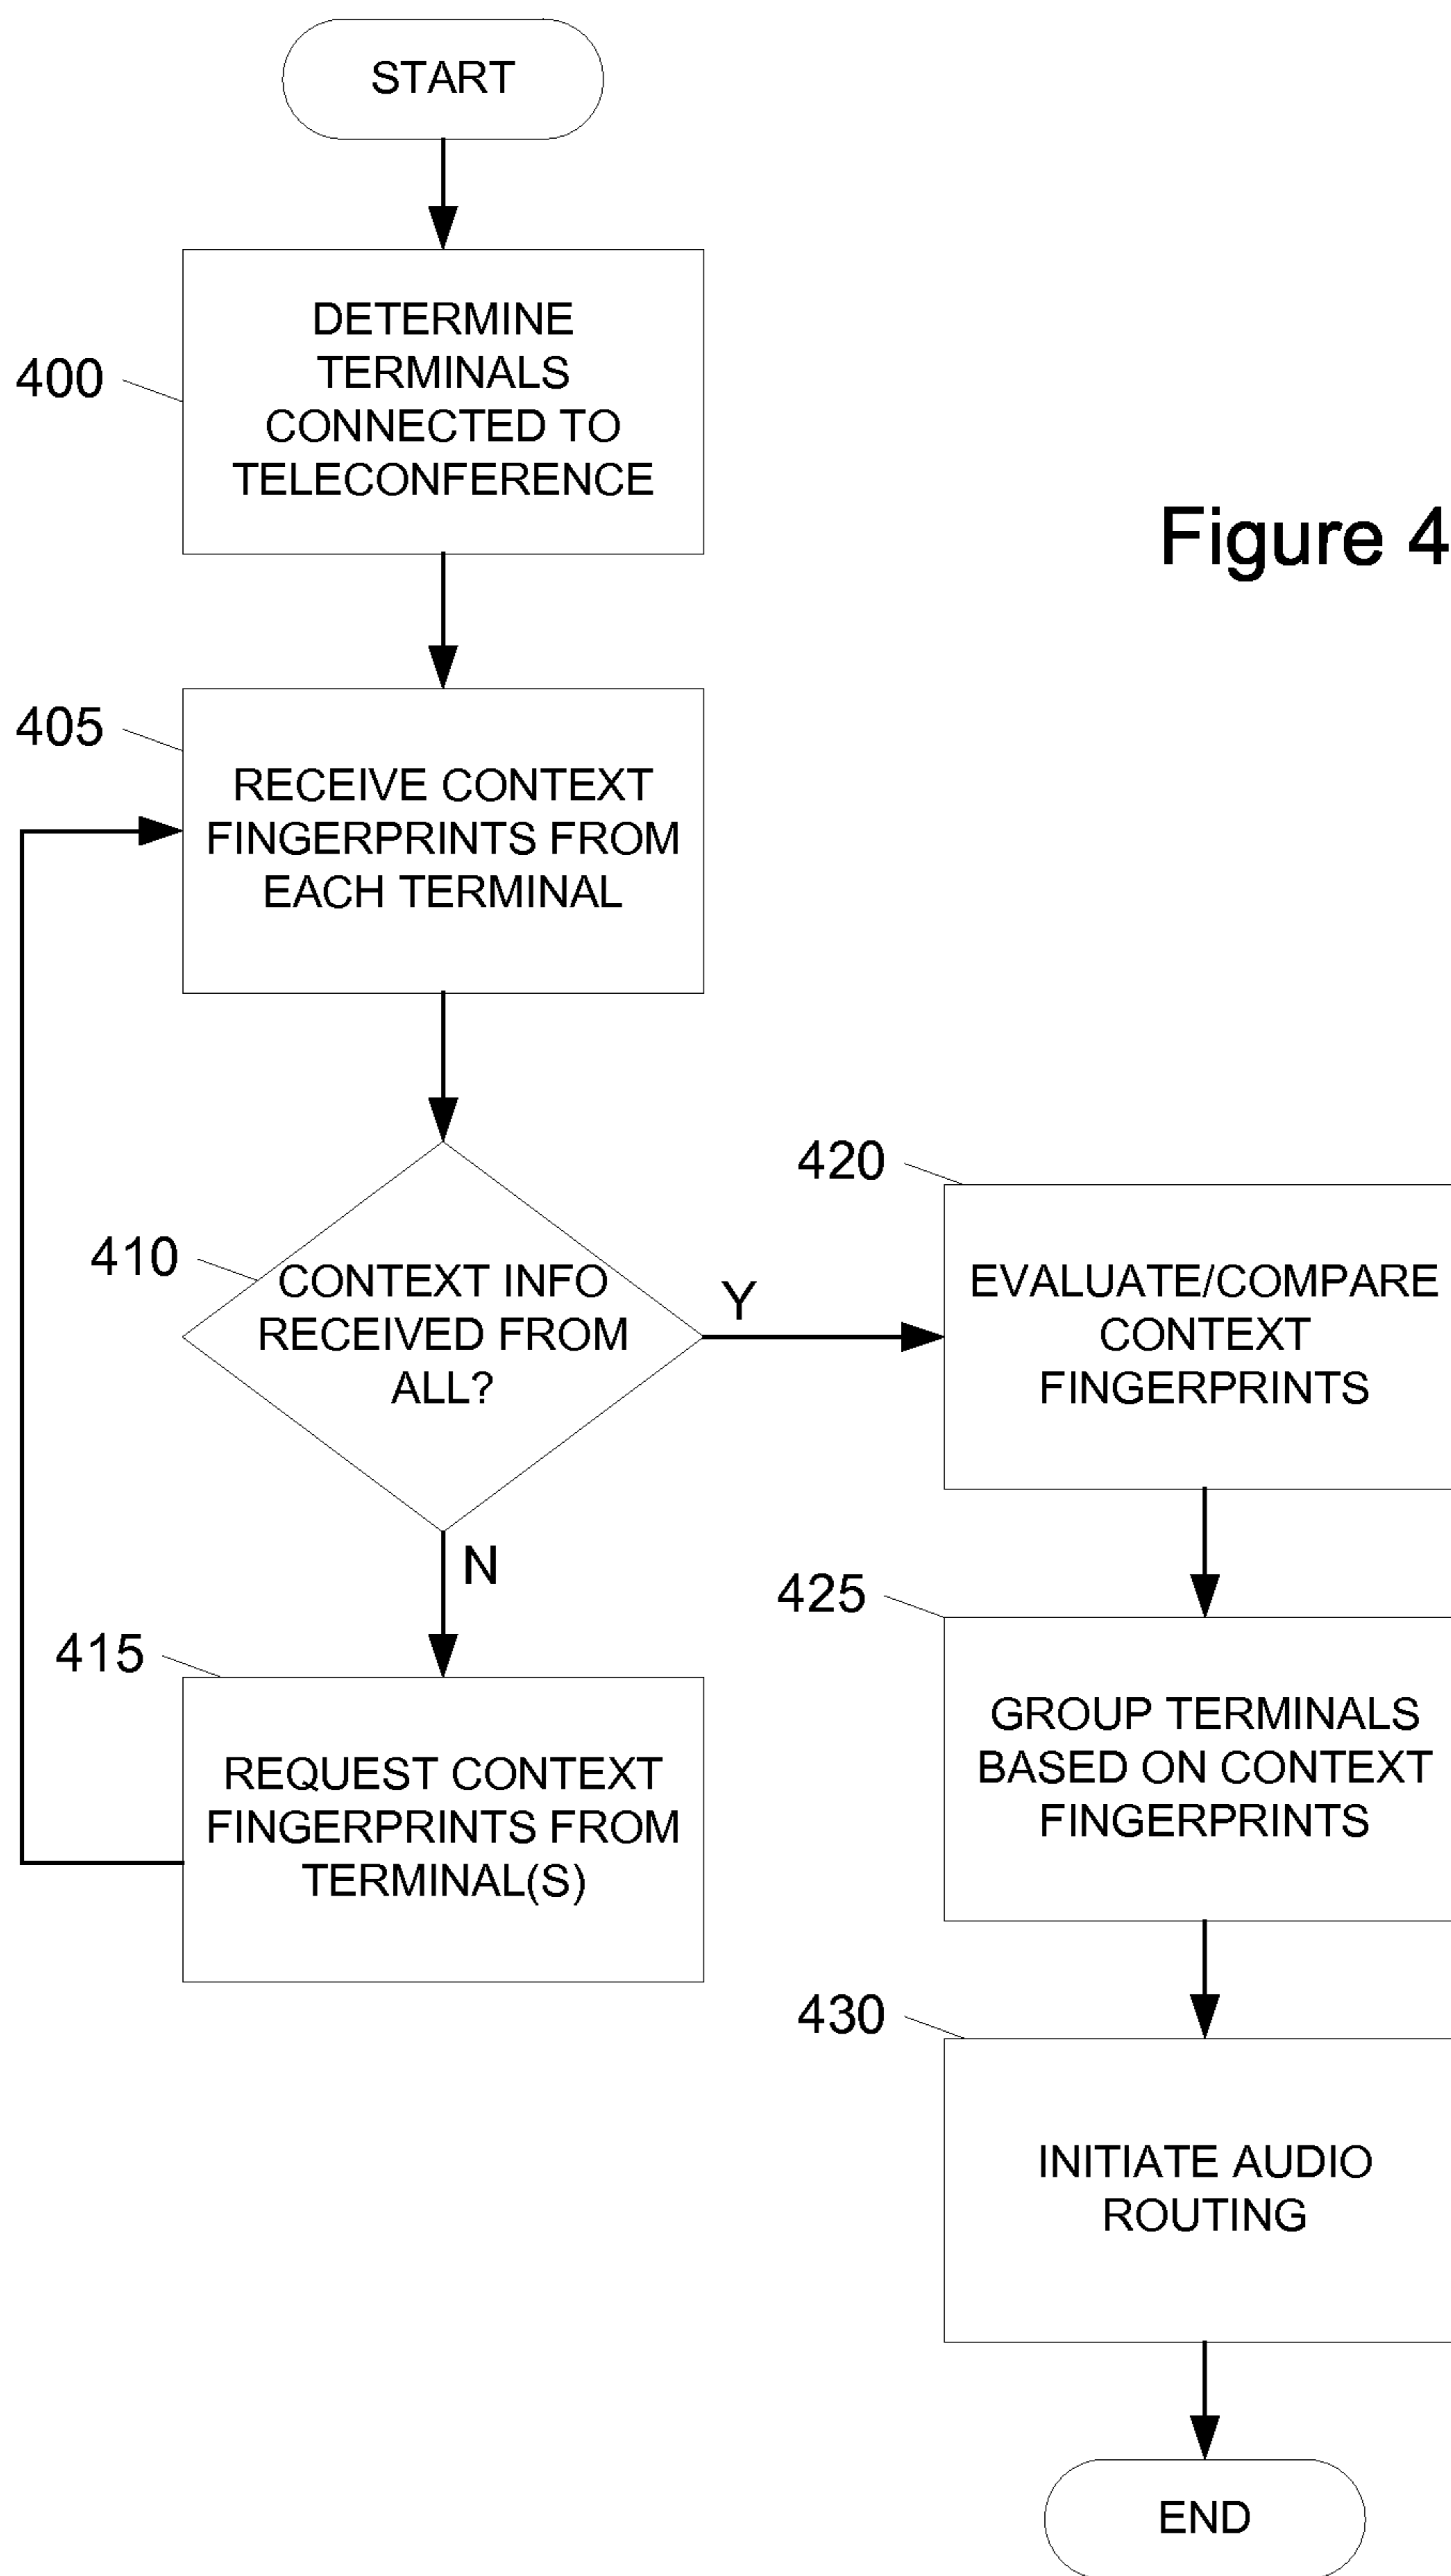 START
400
DETERMINE
TERMINALS
CONNECTED TO
TELECONFERENCE
Figure 4
405
RECEIVE CONTEXT
FINGERPRINTS FROM
EACH TERMINAL
410
CONTEXT INFO
RECEIVED FROM
ALL?
Y
N
415
REQUEST CONTEXT
FINGERPRINTS FROM
TERMINAL(S)
420
EVALUATE/COMPARE
CONTEXT
FINGERPRINTS
425
GROUP TERMINALS
BASED ON CONTEXT
FINGERPRINTS
430
INITIATE AUDIO
ROUTING
END